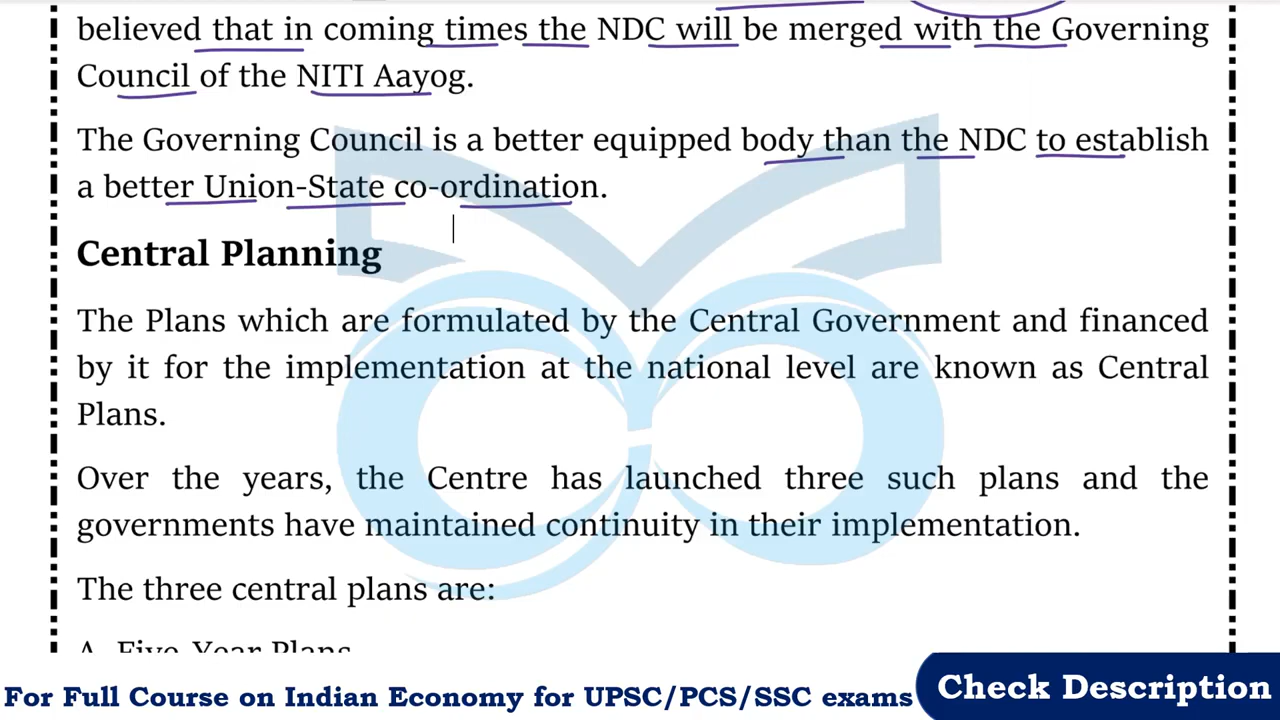 believed that in coming times the NDC will be merged with the Governing
Council of the NITI Aayog.
The Governing Council is a better equipped body than the NDC to establish
a better Union-State co-ordination.
Central Planning
The Plans which are formulated by the Central Government and financed
by it for the implementation at the national level are known as Central
Plans.
Over the years, the Centre has launched three such plans and the
governments have maintained continuity in their implementation.
The three central plans are:
A. Five-Year Plans
For Full Course on Indian Economy for UPSC/PCS/SSC exams
Check Description